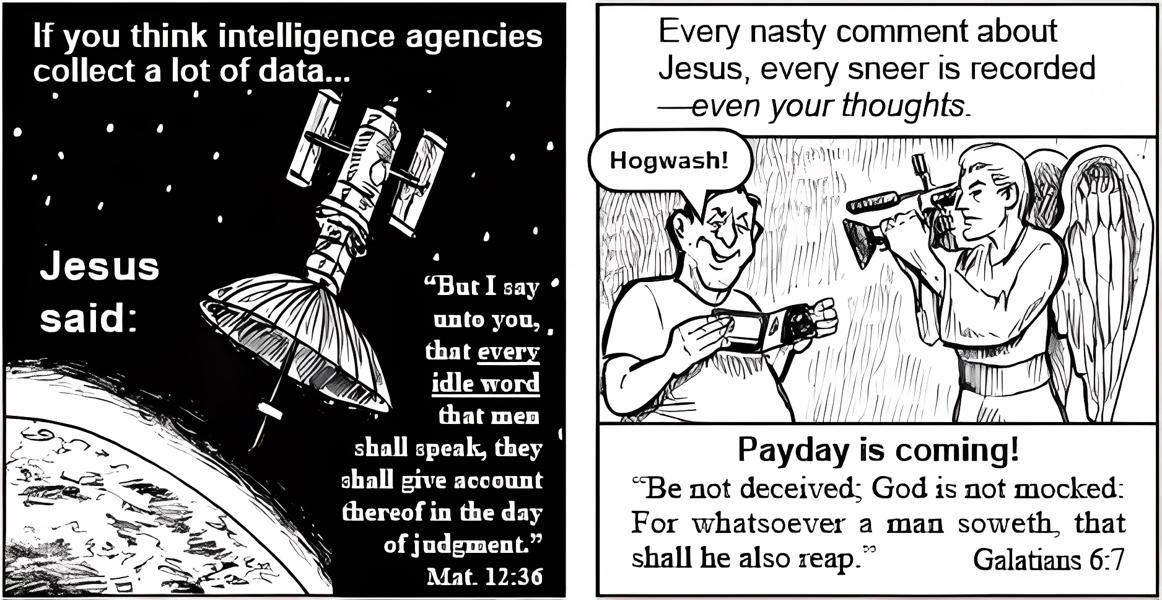 If you think intelligence agencies
collect a lot of data...
Jesus
said:
“But I say
unto you,
that every
idle word
that men
shall speak, they
shall give account
thereof in the day
of judgment.”
Mat. 12:36
Every nasty comment about
Jesus, every sneer is recorded
—even your thoughts.
Hogwash!
Payday is coming!
“Be not deceived; God is not mocked:
For whatsoever a man soweth, that
shall he also reap.” Galatians 6:7